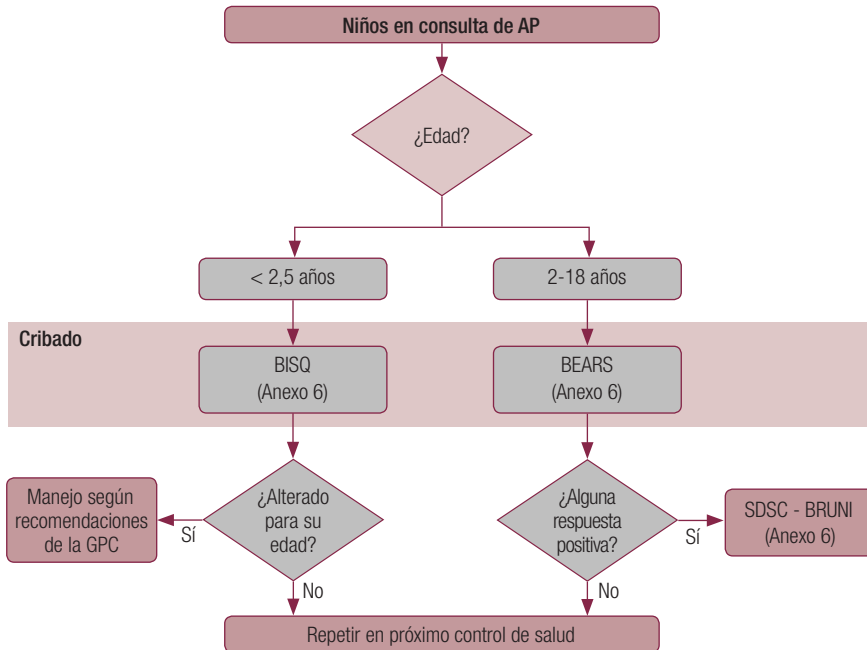 Niños en consulta de AP
¿Edad?
< 2,5 años
2-18 años
Cribado
BISQ
(Anexo 6)
BEARS
(Anexo 6)
Manejo según
recomendaciones
de la GPC
Sí
¿Alterado
para su
edad?
¿Alguna
respuesta
positiva?
Sí
SDSC - BRUNI
(Anexo 6)
No
No
Repetir en próximo control de salud